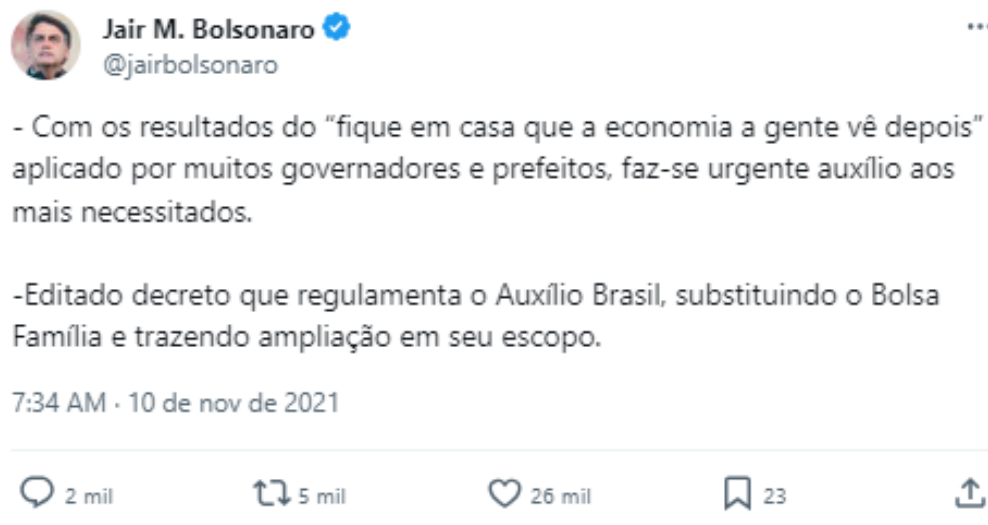 Jair M. Bolsonaro
@jairbolsonaro
- Com os resultados do “fique em casa que a economia a gente vê depois”
aplicado por muitos governadores e prefeitos, faz-se urgente auxílio aos
mais necessitados.
-Editado decreto que regulamenta o Auxílio Brasil, substituindo o Bolsa
Família e trazendo ampliação em seu escopo.
7:34 AM · 10 de nov de 2021
2 mil 5 mil 26 mil 23